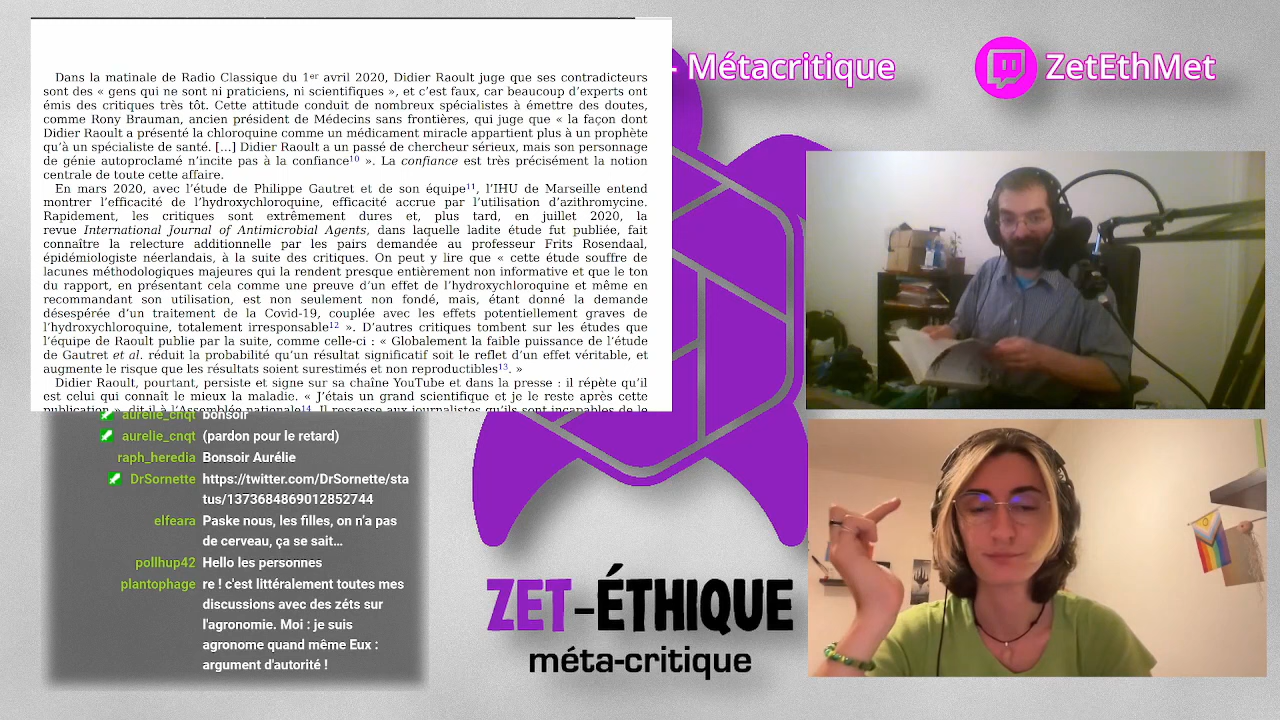 Dans la matinale de Radio Classique du 1er avril 2020, Didier Raoult juge que ses contradicteurs
sont des « gens qui ne sont ni praticiens ni scientifiques », et c’est faux, car beaucoup d’experts ont
émis des critiques très tôt. Cette attitude conduit de nombreux spécialistes à émettre des doutes,
comme Rony Brauman, ancien président de Médecins sans frontières, qui juge que « la façon dont
Didier Raoult a présenté la chloroquine comme un médicament miracle appartient plus à un prophète
qu’à un spécialiste de santé. […] Didier Raoult a un passé de chercheur sérieux, mais son personnage
de génie autoproclamé n’incite pas à la confiance10 ». La confiance est très précisément la notion
centrale de toute cette affaire.
En mars 2020, avec l’étude de Philippe Gautret et de son équipe11, l’IHU de Marseille entend
montrer l’efficacité de l’hydroxychloroquine, efficacité accrue par l’utilisation d’azithromycine.
Rapidement, les critiques sont extrêmement dures et, plus tard, en juillet 2020, la
revue International Journal of Antimicrobial Agents, dans laquelle ladite étude fut publiée, fait
connaître la relecture additionnelle par les pairs demandée au professeur Frits Rosendaal,
épidémiologiste néerlandais, à la suite des critiques. On peut y lire que « cette étude souffre de
lacunes méthodologiques majeures qui la rendent presque entièrement non informative et que le ton
du rapport, en présentant cela comme une preuve d’un effet de l’hydroxychloroquine et même en
recommandant son utilisation, est non seulement non fondé, mais, étant donné la demande
désespérée d’un traitement de la Covid-19, couplée avec les effets potentiellement graves de
l’hydroxychloroquine, totalement irresponsable12 ». D’autres critiques tombent sur les études que
l’équipe de Raoult publie par la suite, comme celle-ci : « Globalement la faible puissance de l’étude
de Gautret et al. réduit la probabilité qu’un résultat significatif soit le reflet d’un effet véritable, et
augmente le risque que les résultats soient surestimés et non reproductibles13. »
Didier Raoult, pourtant, persiste et signe sur sa chaîne YouTube et dans la presse : il répète qu’il
est celui qui connait le mieux la maladie. « J’étais un grand scientifique et je le reste après cette
publication », dit-il à l’Assemblée nationale14. Il ressasse aux journalistes qu’ils sont incapables de le
- Métacritique
ZetEthMet
aurelie_cnqt bonsoir
aurelie_cnqt (pardon pour le retard)
raph_heredia Bonsoir Aurélie
DrSornette https://twitter.com/DrSornette/sta
tus/1373684869012852744
elfeara Paske nous, les filles, on n'a pas
de cerveau, ça se sait…
pollhup42 Hello les personnes
plantophage re ! c'est littéralement toutes mes
discussions avec des zéts sur
l'agronomie. Moi : je suis
agronome quand même Eux :
argument d'autorité !
ZET-ÉTHIQUE
méta-critique